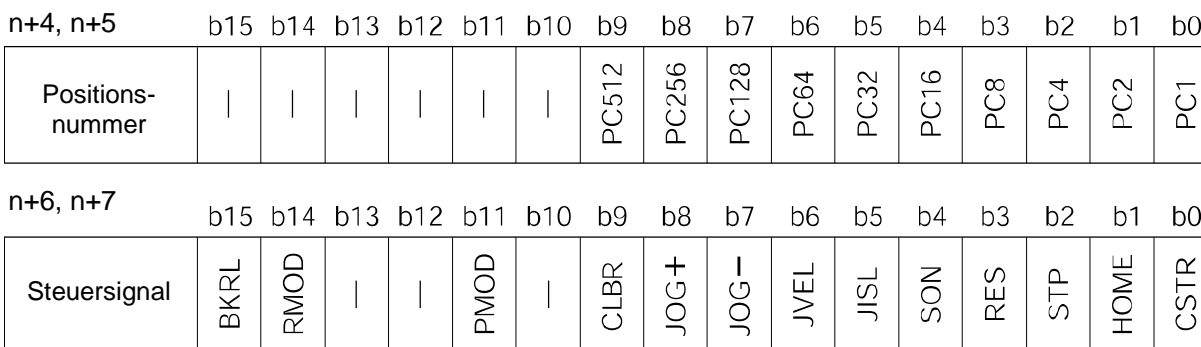 n+4, n+5 b15 b14 b13 b12 b11 b10 b9 b8 b7 b6 b5 b4 b3 b2 b1 b0
Positions-
nummer — — — — — — PC512 PC256 PC128 PC64 PC32 PC16 PC8 PC4 PC2 PC1
n+6, n+7 b15 b14 b13 b12 b11 b10 b9 b8 b7 b6 b5 b4 b3 b2 b1 b0
Steuersignal BKRL RMOD — — PMOD — CLBR JOG+ JOG− JVEL JISL SON RES STP HOME CSTR